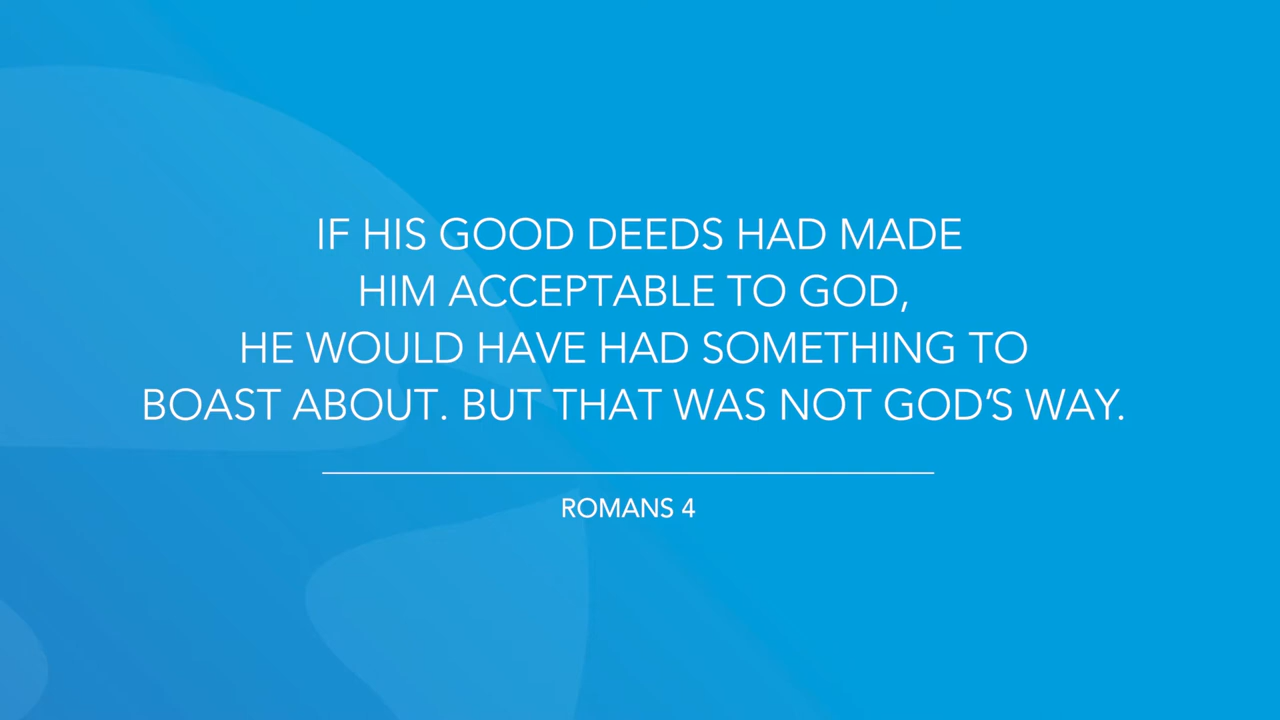 IF HIS GOOD DEEDS HAD MADE
HIM ACCEPTABLE TO GOD,
HE WOULD HAVE HAD SOMETHING TO
BOAST ABOUT. BUT THAT WAS NOT GOD’S WAY.
ROMANS 4